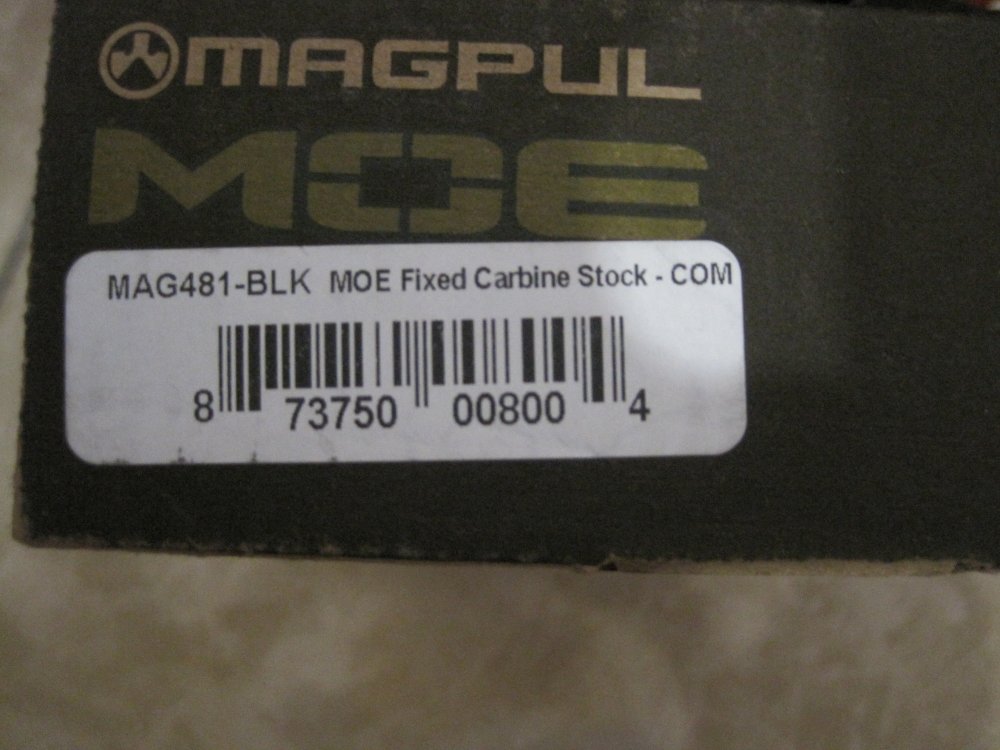 MAGPUL
MOE
MAG481-BLK MOE Fixed Carbine Stock - COM
8 73750 00800 4